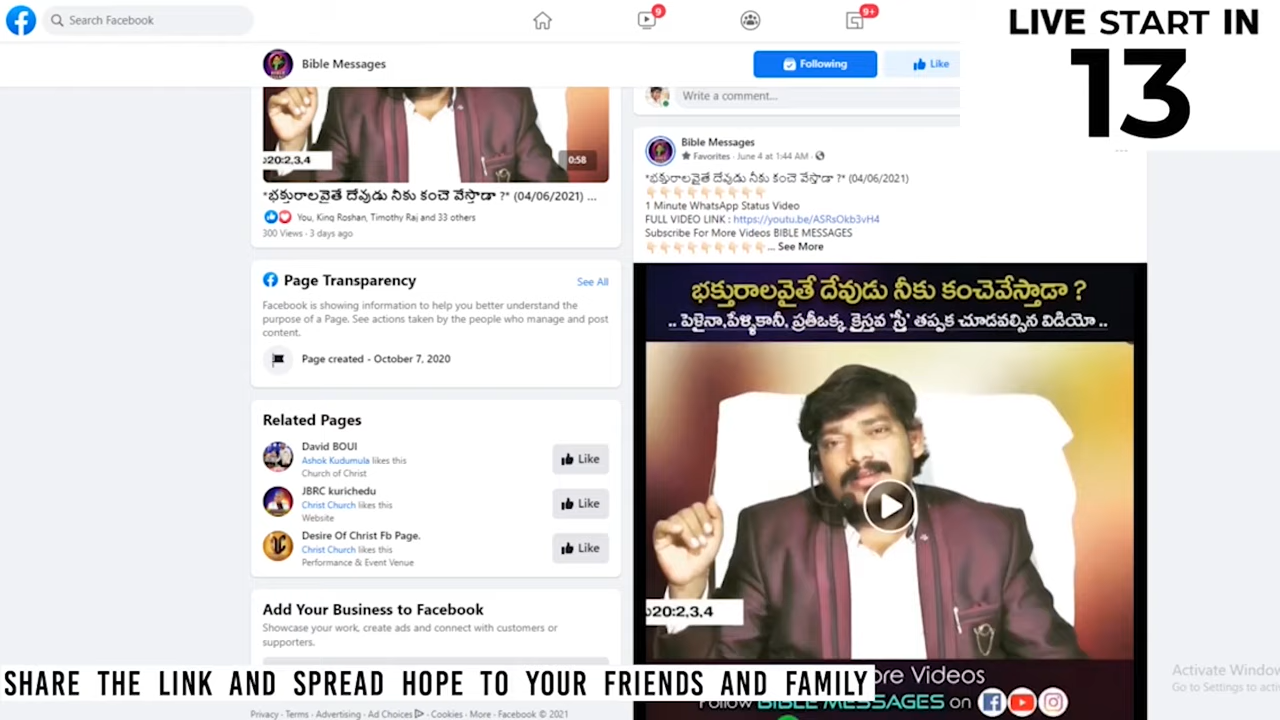 Search Facebook
9
9+
LIVE START IN
13
Bible Messages
Following
Like
20:2,3,4
0:58
*భక్తురాలవైతే దేవుడు నీకు కంచె వేస్తాడా ?* (04/06/2021) ...
You, King Roshan, Timothy Raj and 33 others
300 Views · 3 days ago
Page Transparency
See All
Facebook is showing information to help you better understand the
purpose of a Page. See actions taken by the people who manage and post
content.
Page created - October 7, 2020
Related Pages
David BOUI
Ashok Kudumula likes this
Church of Christ
Like
JBRC kurichedu
Christ Church likes this
Website
Like
Desire Of Christ Fb Page.
Christ Church likes this
Performance & Event Venue
Like
Add Your Business to Facebook
Showcase your work, create ads and connect with customers or
supporters.
Privacy · Terms · Advertising · Ad Choices · Cookies · More · Facebook © 2021
Write a comment...
Bible Messages
Favorites · June 4 at 1:44 AM ·
*భక్తురాలవైతే దేవుడు నీకు కంచె వేస్తాడా ?* (04/06/2021)
👇🏻👇🏻👇🏻👇🏻👇🏻👇🏻👇🏻👇🏻👇🏻
1 Minute WhatsApp Status Video
FULL VIDEO LINK : https://youtu.be/ASRsOkb3vH4
Subscribe For More Videos BIBLE MESSAGES
👇🏻👇🏻👇🏻👇🏻👇🏻👇🏻👇🏻👇🏻👇🏻... See More
భక్తురాలవైతే దేవుడు నీకు కంచెవేస్తాడా ?
.. పెళైనా,పేళ్ళికానీ, ప్రతీఒక్క క్రైస్తవ 'స్త్రీ' తప్పక చూడవల్సిన విడియో ..
20:2,3,4
ore Videos
Follow BIBLE MESSAGES on
SHARE THE LINK AND SPREAD HOPE TO YOUR FRIENDS AND FAMILY
Activate Window
Go to Settings to acti